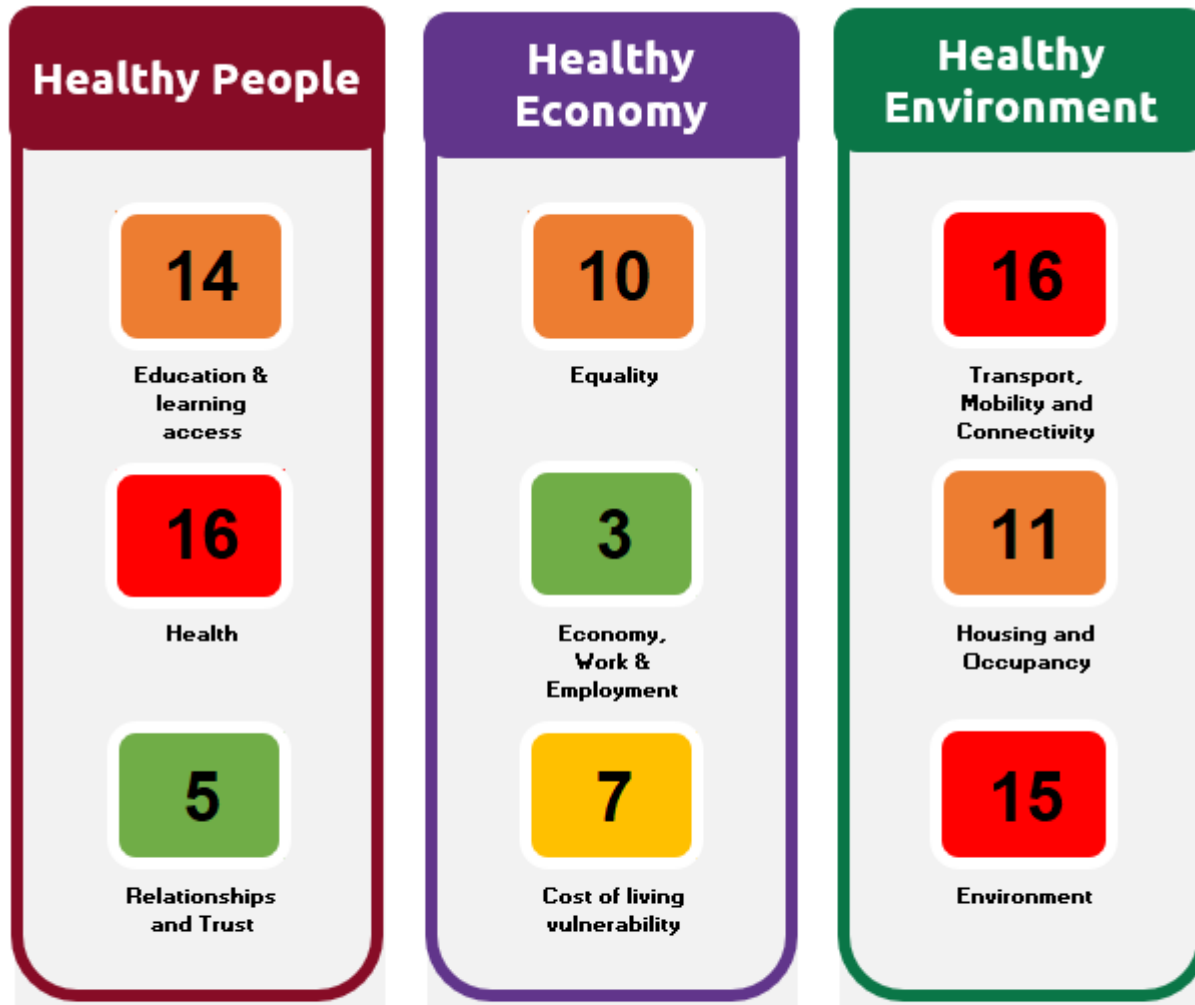 Healthy People
14
Education &
learning
access
16
Health
5
Relationships
and Trust
Healthy
Economy
10
Equality
3
Economy,
Work &
Employment
7
Cost of living
vulnerability
Healthy
Environment
16
Transport,
Mobility and
Connectivity
11
Housing and
Occupancy
15
Environment